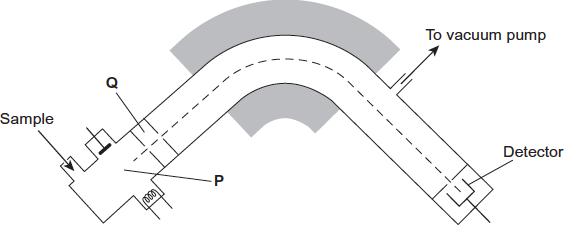 To vacuum pump
Q
Sample
Detector
P